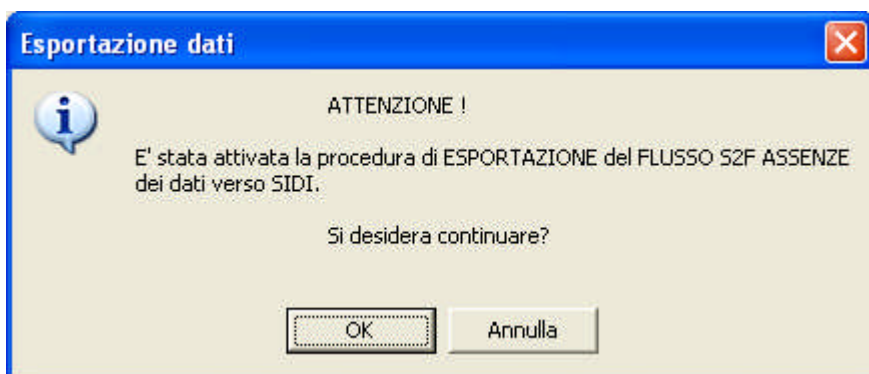 Esportazione dati
ATTENZIONE !
E' stata attivata la procedura di ESPORTAZIONE del FLUSSO S2F ASSENZE
dei dati verso SIDI.
Si desidera continuare?
OK
Annulla